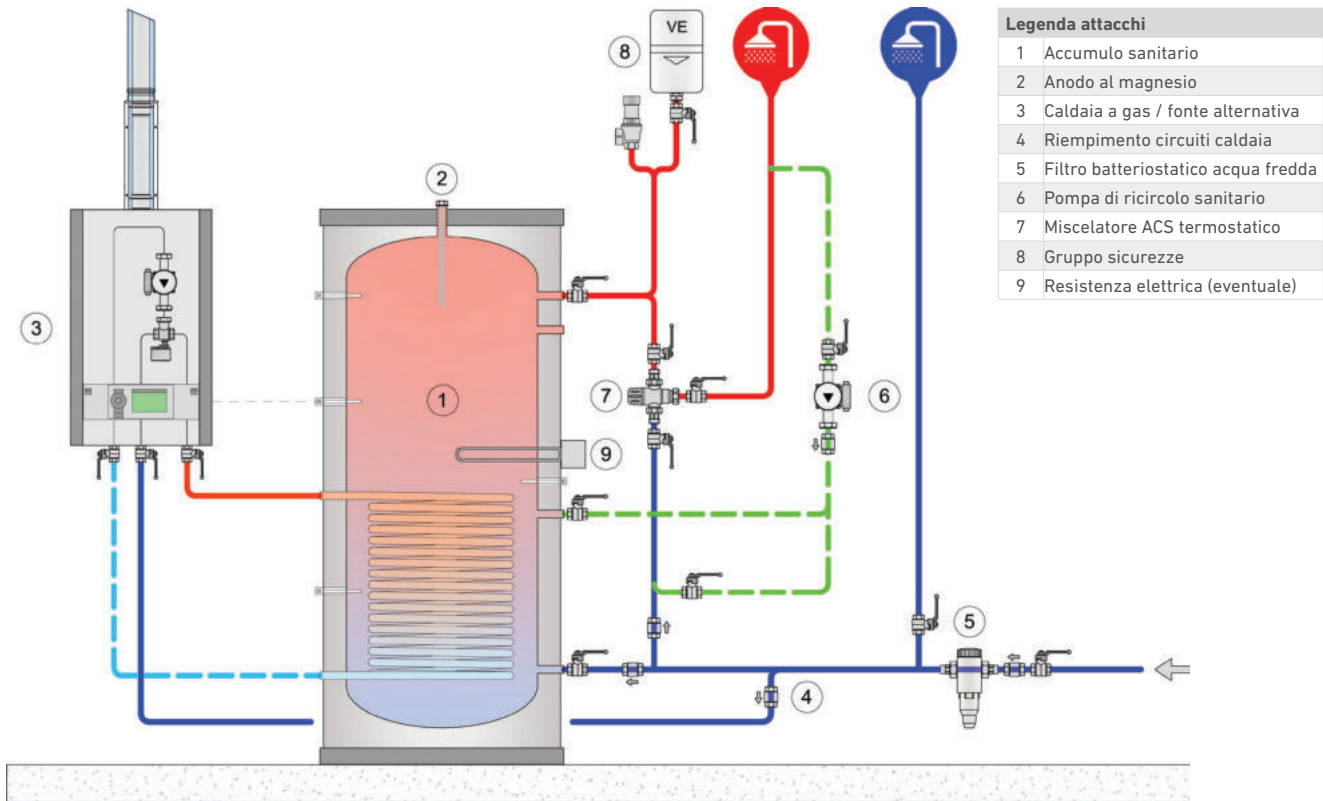 VE
8
2
3
1
7
6
9
5
4
Legenda attacchi
1 Accumulo sanitario
2 Anodo al magnesio
3 Caldaia a gas / fonte alternativa
4 Riempimento circuiti caldaia
5 Filtro batteriostatico acqua fredda
6 Pompa di ricircolo sanitario
7 Miscelatore ACS termostatico
8 Gruppo sicurezze
9 Resistenza elettrica (eventuale)